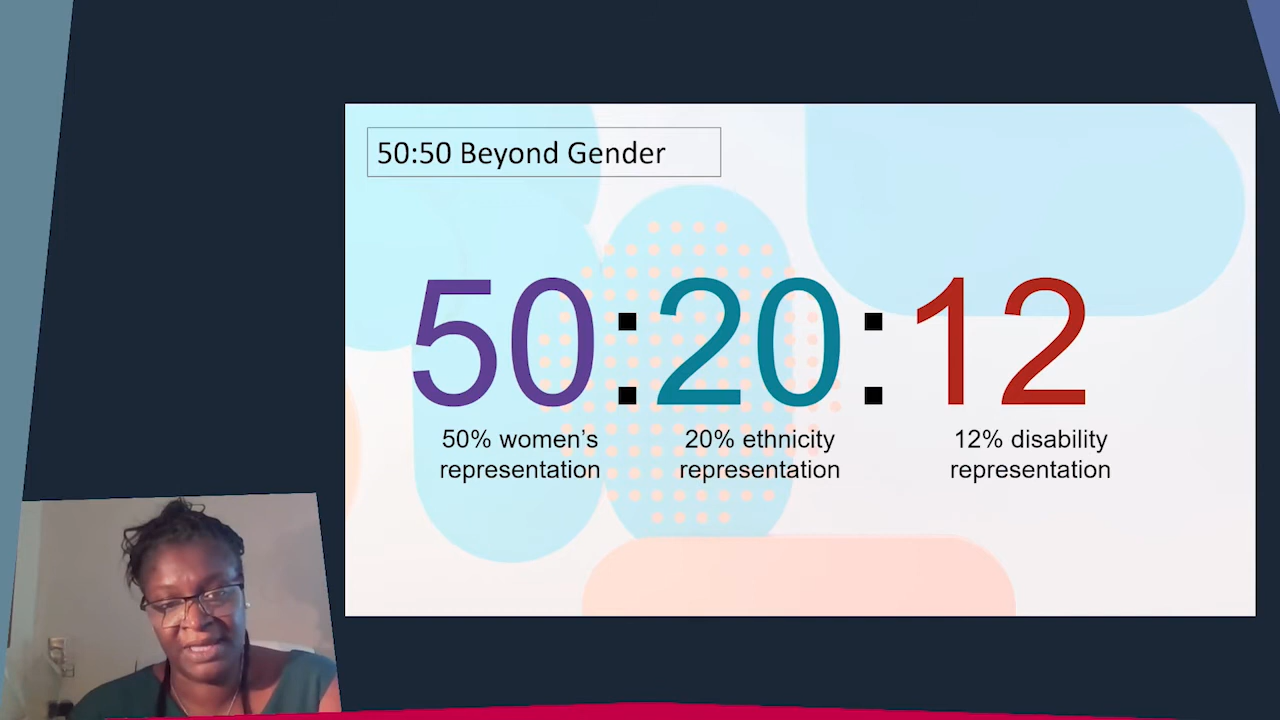 50:50 Beyond Gender
50:20:12
50% women’s
representation
20% ethnicity
representation
12% disability
representation